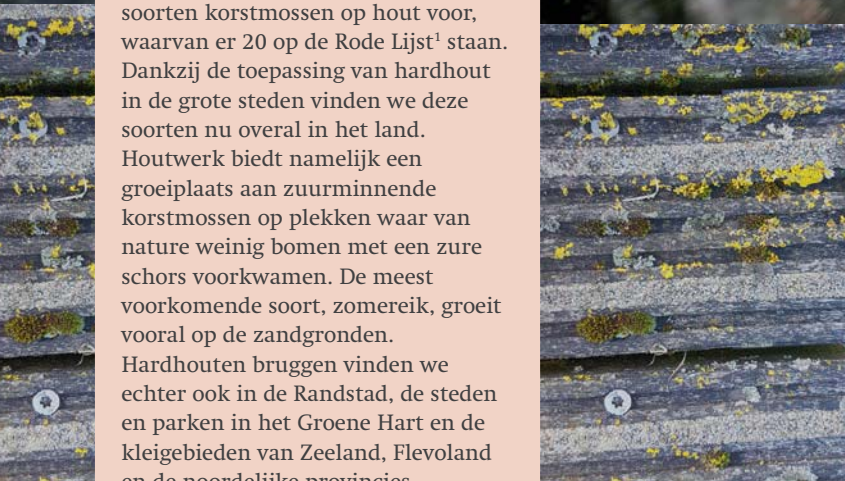 soorten korstmossen op hout voor,
waarvan er 20 op de Rode Lijst¹ staan.
Dankzij de toepassing van hardhout
in de grote steden vinden we deze
soorten nu overal in het land.
Houtwerk biedt namelijk een
groeiplaats aan zuurminnende
korstmossen op plekken waar van
nature weinig bomen met een zure
schors voorkwamen. De meest
voorkomende soort, zomereik, groeit
vooral op de zandgronden.
Hardhouten bruggen vinden we
echter ook in de Randstad, de steden
en parken in het Groene Hart en de
kleigebieden van Zeeland, Flevoland
en de noordelijke provincies.